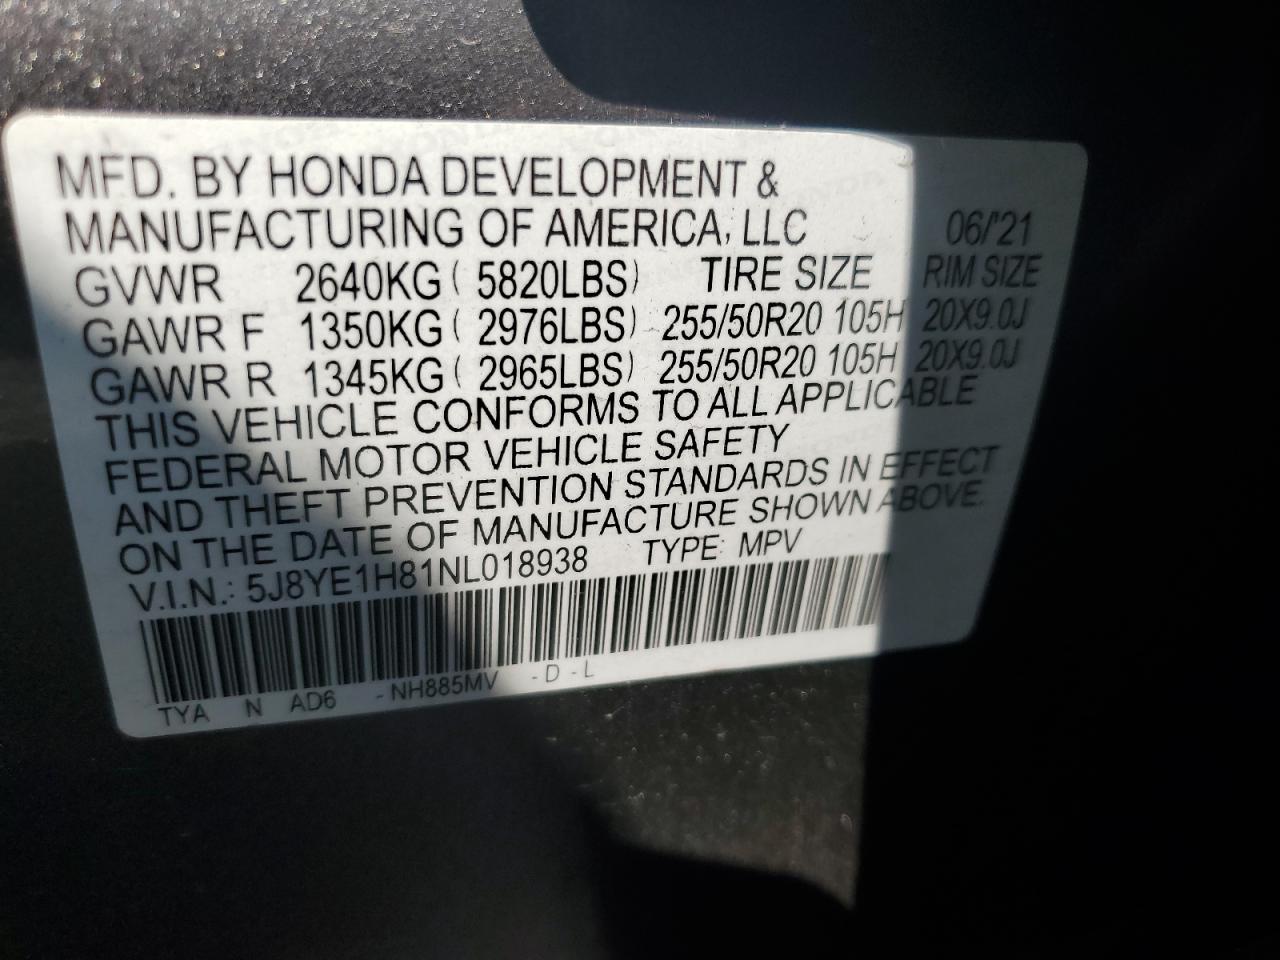 MFD. BY HONDA DEVELOPMENT &
MANUFACTURING OF AMERICA, LLC 06/'21
GVWR 2640KG ( 5820LBS) TIRE SIZE RIM SIZE
GAWR F 1350KG ( 2976LBS) 255/50R20 105H 20X9.0J
GAWR R 1345KG ( 2965LBS) 255/50R20 105H 20X9.0J
THIS VEHICLE CONFORMS TO ALL APPLICABLE
FEDERAL MOTOR VEHICLE SAFETY
AND THEFT PREVENTION STANDARDS IN EFFECT
ON THE DATE OF MANUFACTURE SHOWN ABOVE.
V.I.N.: 5J8YE1H81NL018938 TYPE: MPV
TYA N AD6 -NH885MV -D -L